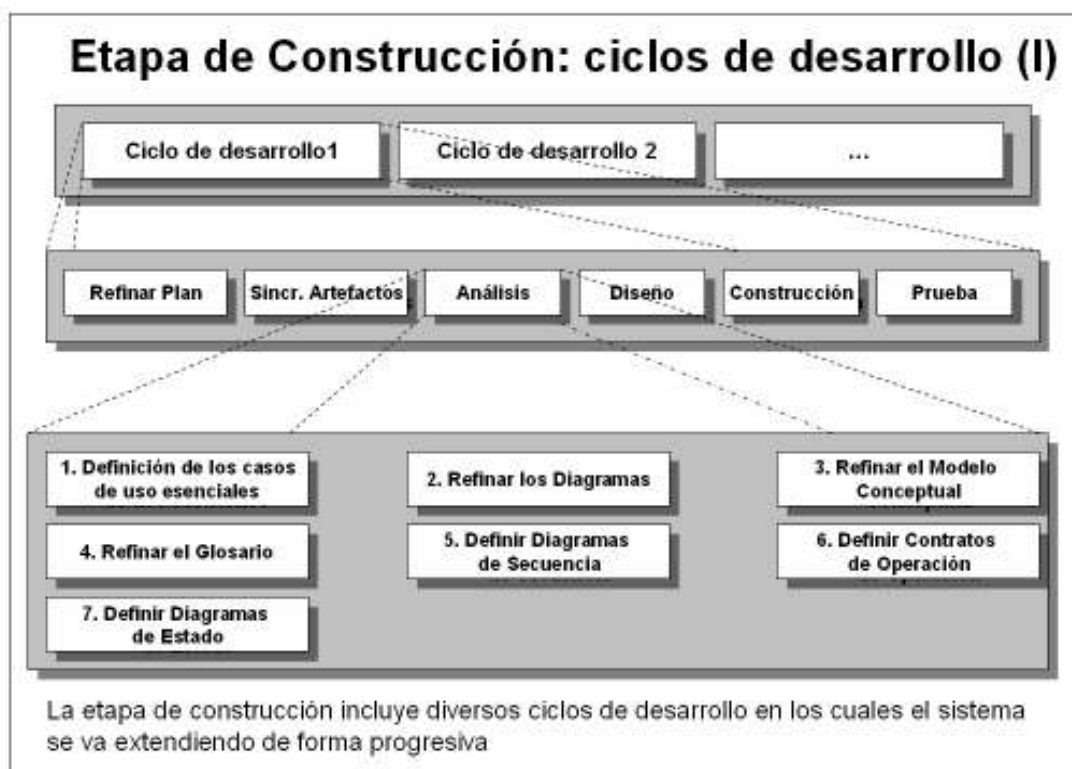 Etapa de Construcción: ciclos de desarrollo (I)
Ciclo de desarrollo1
Ciclo de desarrollo 2
...
Refinar Plan
Sincr. Artefactos
Análisis
Diseño
Construcción
Prueba
1. Definición de los casos
de uso esenciales
2. Refinar los Diagramas
3. Refinar el Modelo
Conceptual
4. Refinar el Glosario
5. Definir Diagramas
de Secuencia
6. Definir Contratos
de Operación
7. Definir Diagramas
de Estado
La etapa de construcción incluye diversos ciclos de desarrollo en los cuales el sistema
se va extendiendo de forma progresiva